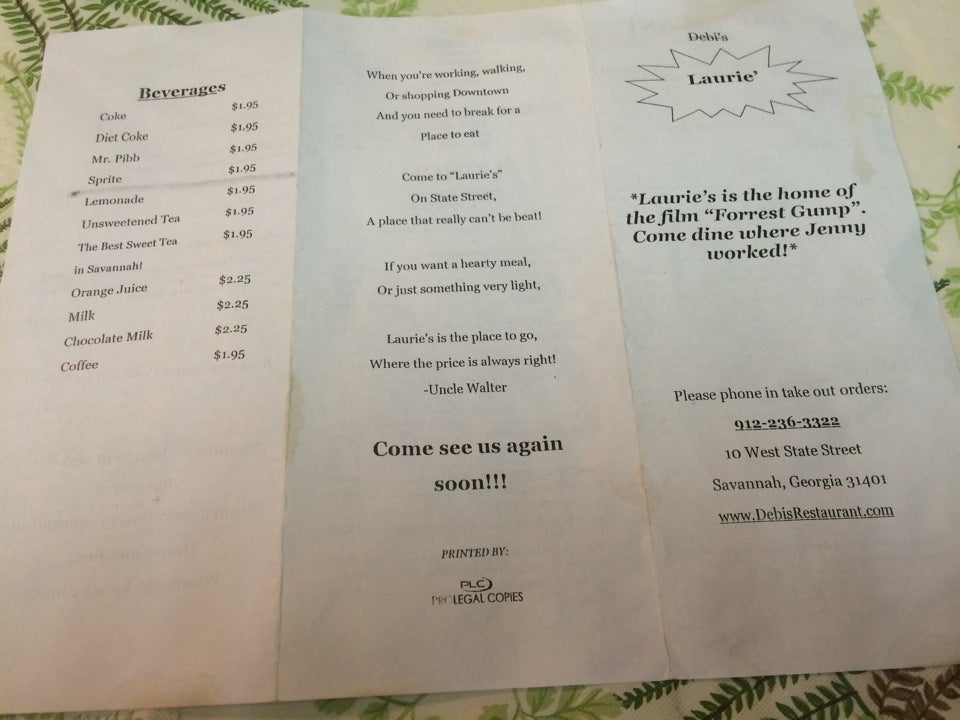 Beverages
Coke $1.95
Diet Coke $1.95
Mr. Pibb $1.95
Sprite $1.95
Lemonade $1.95
Unsweetened Tea $1.95
The Best Sweet Tea $1.95
in Savannah!
Orange Juice $2.25
Milk $2.25
Chocolate Milk $2.25
Coffee $1.95
When you're working, walking,
Or shopping Downtown
And you need to break for a
Place to eat
Come to "Laurie's"
On State Street,
A place that really can't be beat!
If you want a hearty meal,
Or just something very light,
Laurie's is the place to go,
Where the price is always right!
-Uncle Walter
Come see us again
soon!!!
PRINTED BY:
PLC
PRO LEGAL COPIES
Debi's
Laurie'
*Laurie's is the home of
the film "Forrest Gump".
Come dine where Jenny
worked!*
Please phone in take out orders:
912-236-3322
10 West State Street
Savannah, Georgia 31401
www.DebisRestaurant.com